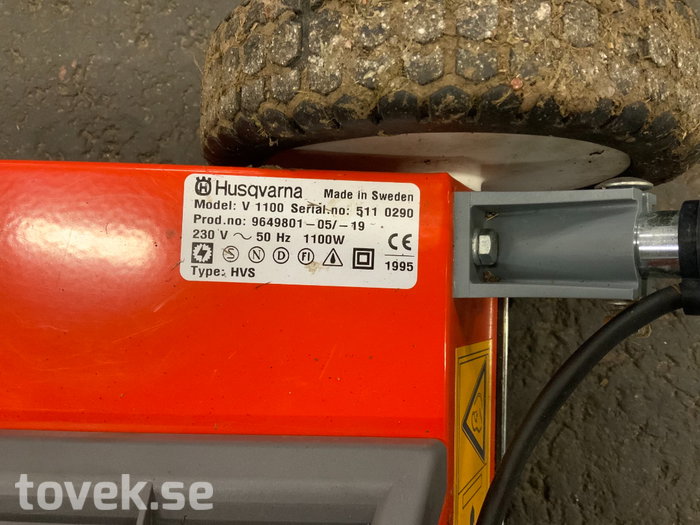 Husqvarna Made in Sweden
Model: V 1100 Serial.no: 511 0290
Prod.no: 9649801-05/-19
230 V ~ 50 Hz 1100W
S N D FI CE
Type: HVS 1995
tovek.se